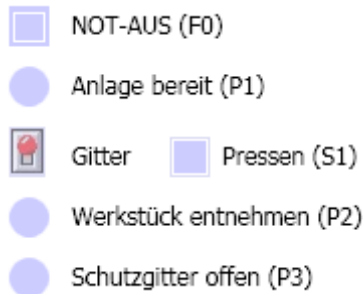 NOT-AUS (F0)
Anlage bereit (P1)
Gitter Pressen (S1)
Werkstück entnehmen (P2)
Schutzgitter offen (P3)